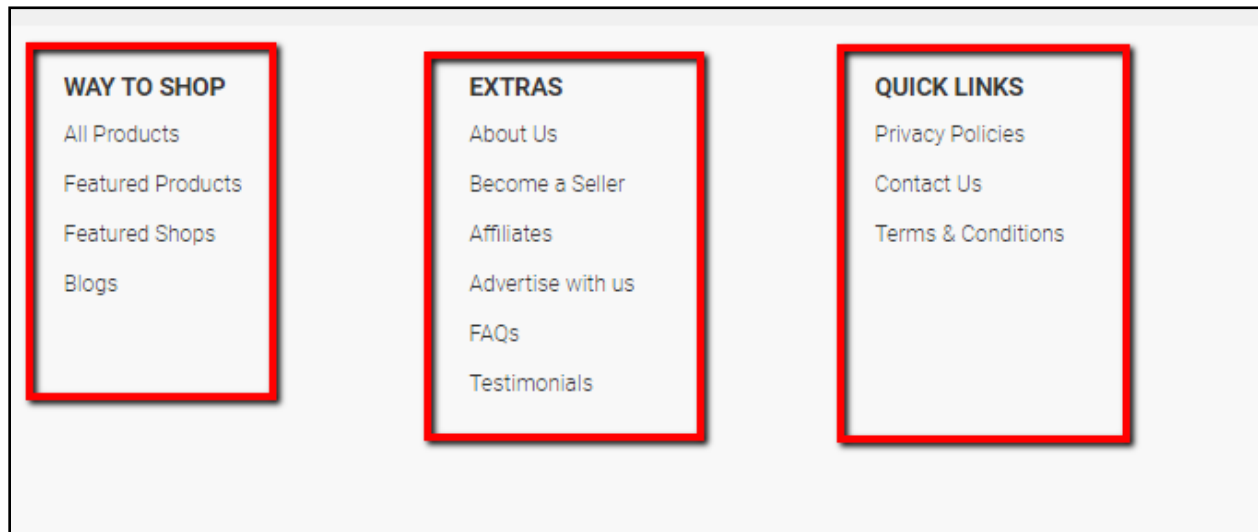 WAY TO SHOP
All Products
Featured Products
Featured Shops
Blogs
EXTRAS
About Us
Become a Seller
Affiliates
Advertise with us
FAQs
Testimonials
QUICK LINKS
Privacy Policies
Contact Us
Terms & Conditions